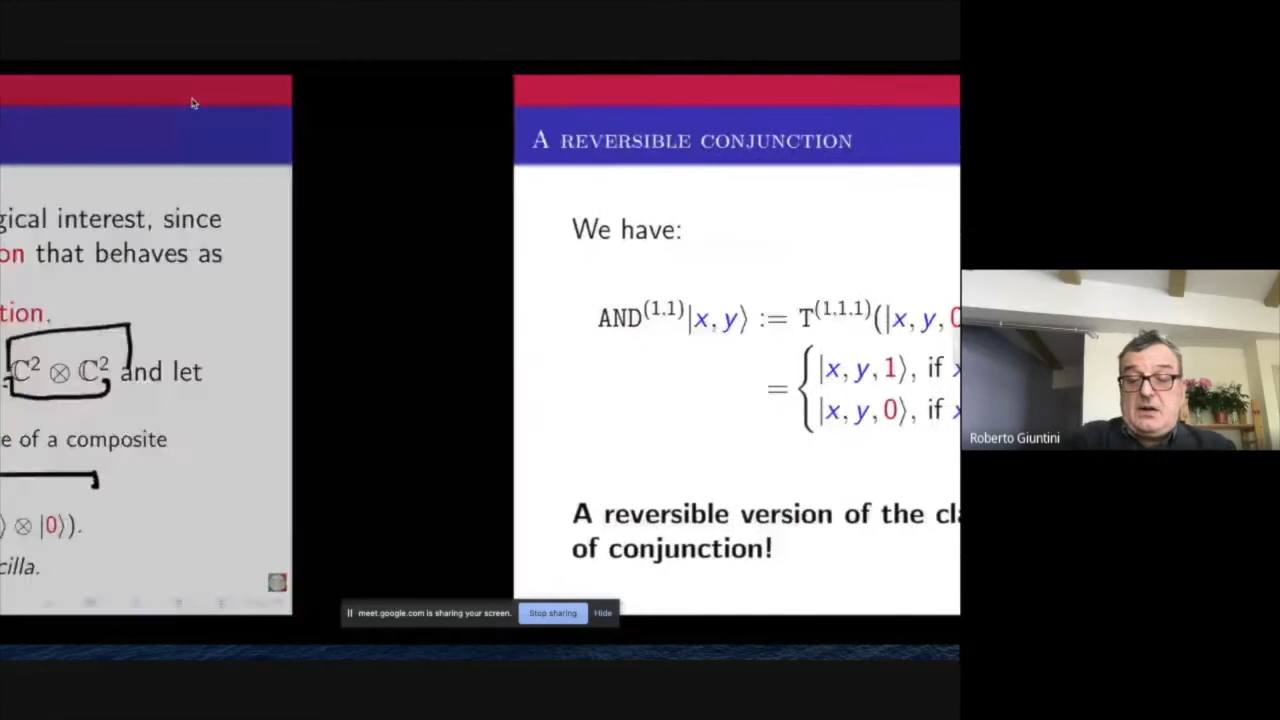 gical interest, since
on that behaves as
tion.
ℂ² ⊗ ℂ² and let
e of a composite
⟩ ⊗ |0⟩).
cilla.
A REVERSIBLE CONJUNCTION
We have:
AND^(1,1)|x, y⟩ := T^(1,1,1)(|x, y, 0
= { |x, y, 1⟩, if x
|x, y, 0⟩, if x
A reversible version of the cla
of conjunction!
meet.google.com is sharing your screen. Stop sharing Hide
Roberto Giuntini